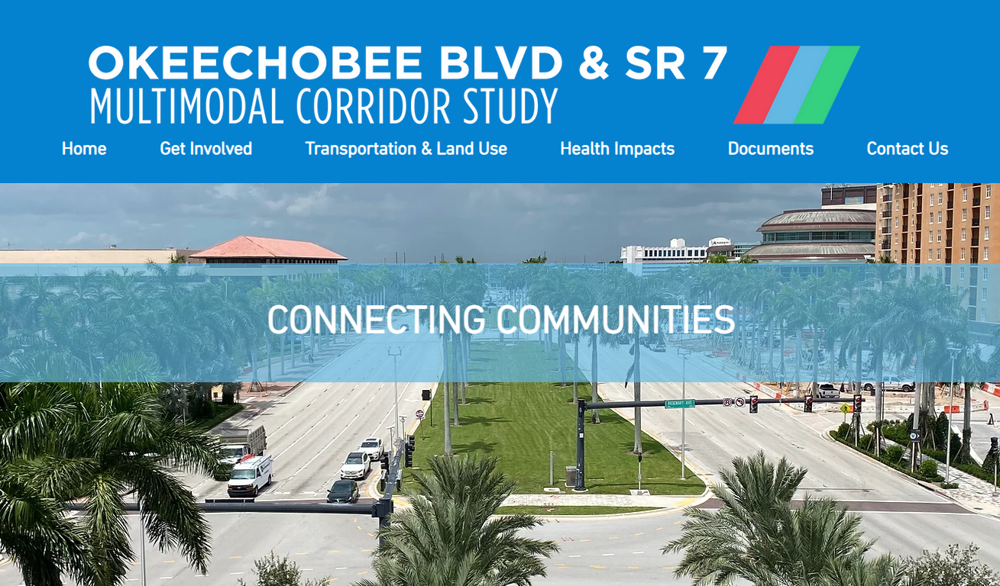 OKEECHOBEE BLVD & SR 7
MULTIMODAL CORRIDOR STUDY
Home Get Involved Transportation & Land Use Health Impacts Documents Contact Us
CONNECTING COMMUNITIES
ROSEMARY AVE